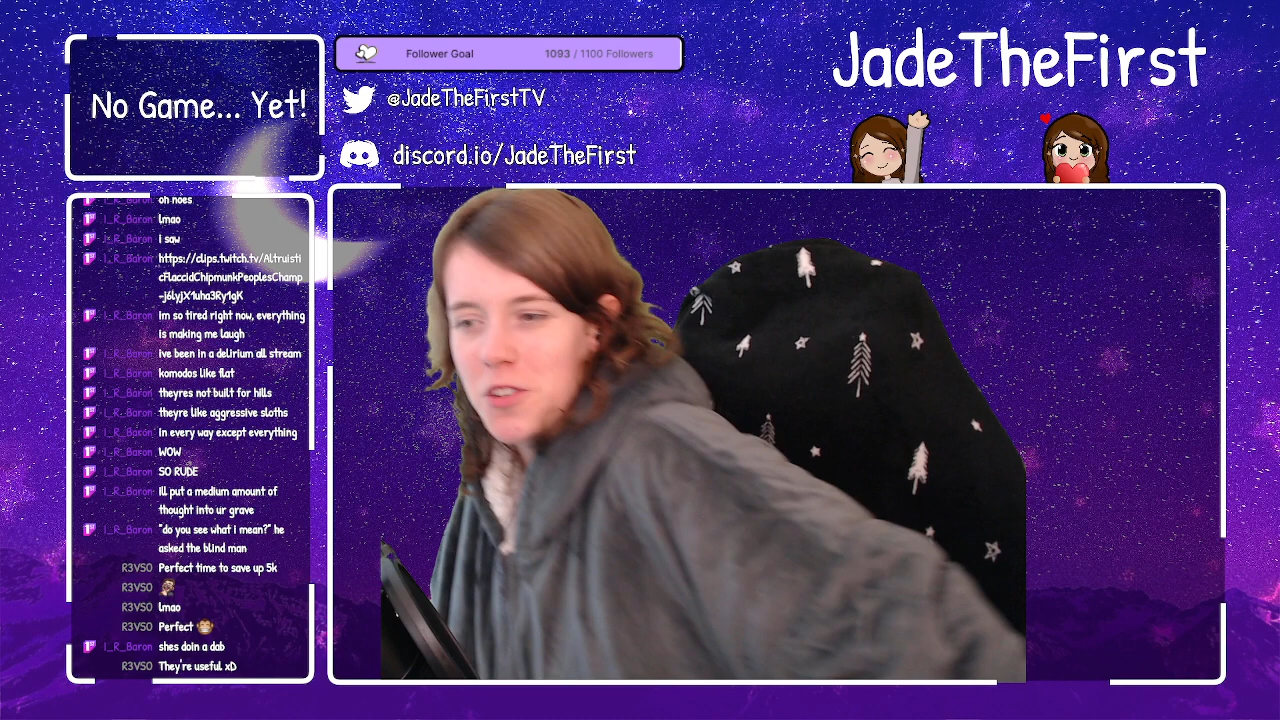 JadeTheFirst
Follower Goal 1093 / 1100 Followers
@JadeTheFirstTV
discord.io/JadeTheFirst
No Game... Yet!
I_R_Baron oh noes
I_R_Baron lmao
I_R_Baron i saw
I_R_Baron https://clips.twitch.tv/Altruisti
cFlaccidChipmunkPeoplesChamp
I_R_Baron im so tired right now, everything
is making me laugh
I_R_Baron ive been in a delirium all stream
I_R_Baron komodos like flat
I_R_Baron theyres not built for hills
I_R_Baron theyre like aggressive sloths
I_R_Baron in every way except everything
I_R_Baron WOW
I_R_Baron SO RUDE
I_R_Baron ill put a medium amount of
thought into ur grave
I_R_Baron "do you see what i mean?" he
asked the blind man
R3VSO Perfect time to save up 5k
R3VSO
R3VSO lmao
R3VSO Perfect
I_R_Baron shes doin a dab
R3VSO They're useful xD